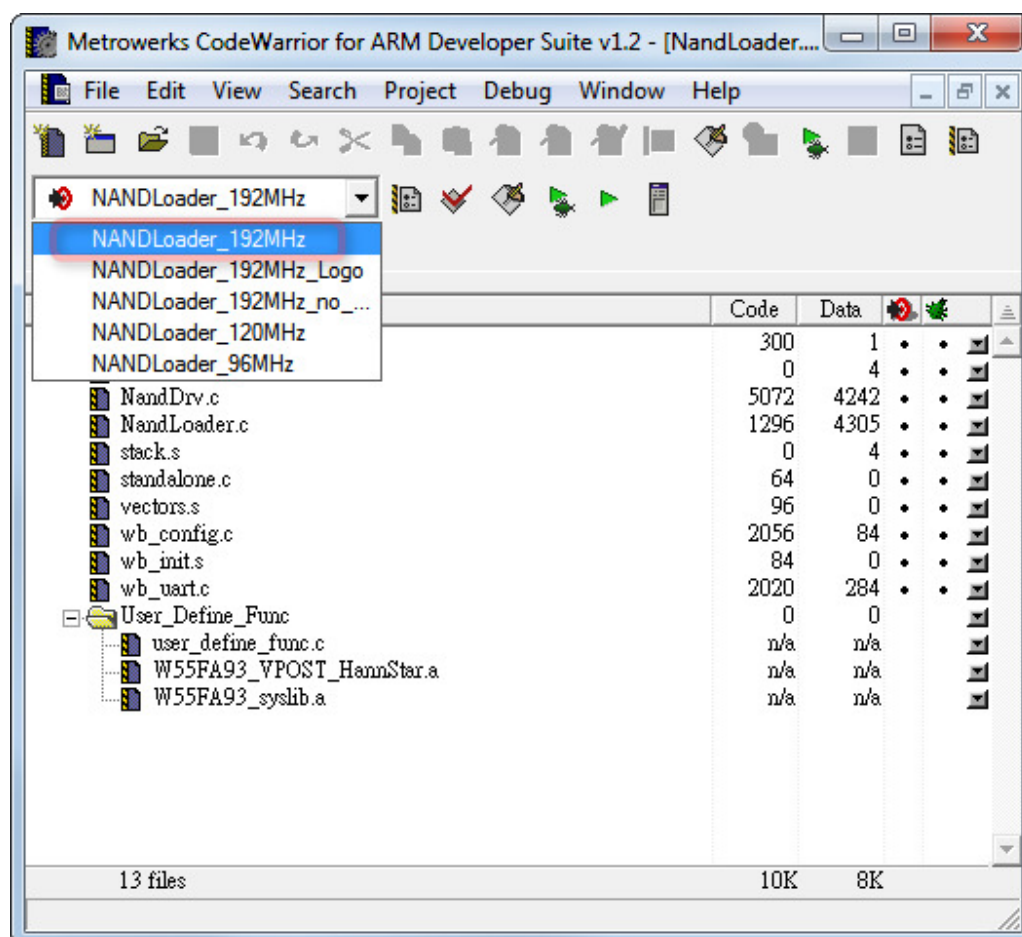 Metrowerks CodeWarrior for ARM Developer Suite v1.2 - [NandLoader....
File Edit View Search Project Debug Window Help
NANDLoader_192MHz
NANDLoader_192MHz
NANDLoader_192MHz_Logo
NANDLoader_192MHz_no_...
NANDLoader_120MHz
NANDLoader_96MHz
Code Data
300 1
0 4
NandDrv.c 5072 4242
NandLoader.c 1296 4305
stack.s 0 4
standalone.c 64 0
vectors.s 96 0
wb_config.c 2056 84
wb_init.s 84 0
wb_uart.c 2020 284
User_Define_Func 0 0
user_define_func.c n/a n/a
W55FA93_VPOST_HannStar.a n/a n/a
W55FA93_syslib.a n/a n/a
13 files 10K 8K